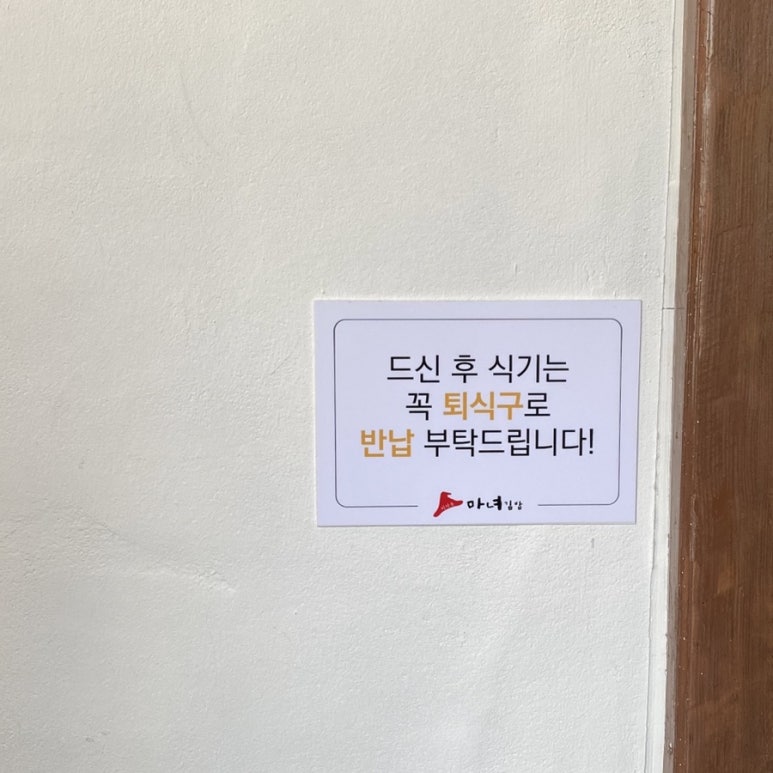 드신 후 식기는
꼭 퇴식구로
반납 부탁드립니다!
마녀김밥